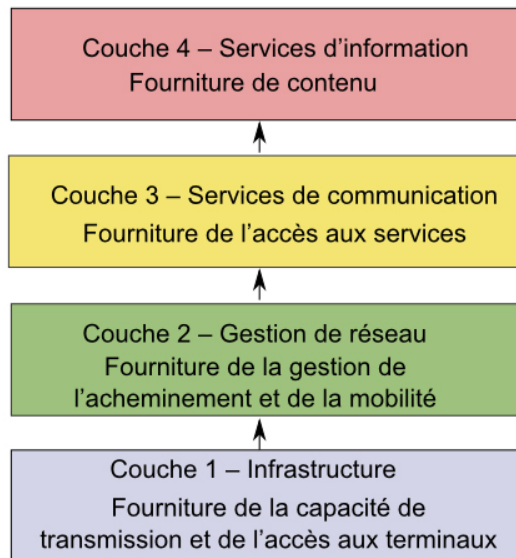 Couche 4 – Services d’information
Fourniture de contenu
Couche 3 – Services de communication
Fourniture de l’accès aux services
Couche 2 – Gestion de réseau
Fourniture de la gestion de
l’acheminement et de la mobilité
Couche 1 – Infrastructure
Fourniture de la capacité de
transmission et de l’accès aux terminaux